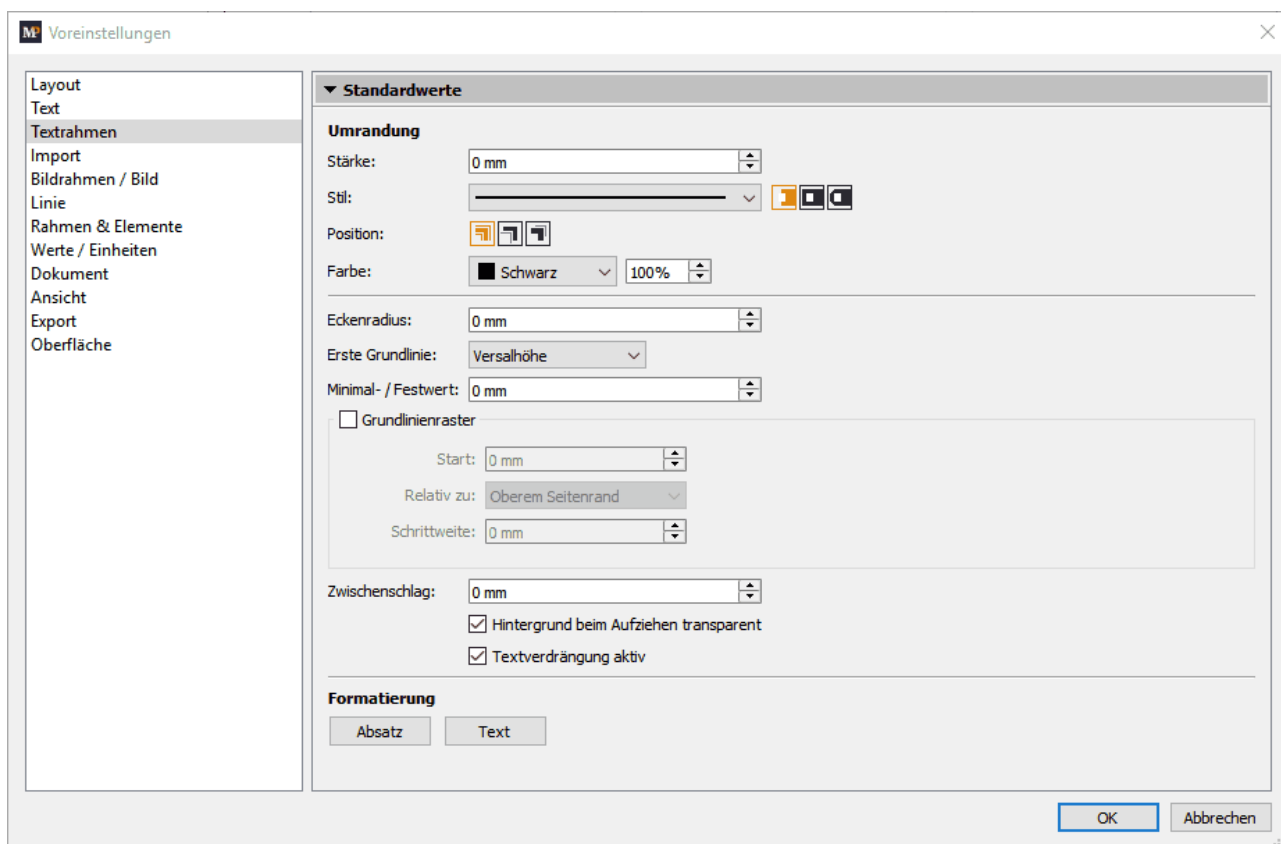 MP Voreinstellungen
Layout
Text
Textrahmen
Import
Bildrahmen / Bild
Linie
Rahmen & Elemente
Werte / Einheiten
Dokument
Ansicht
Export
Oberfläche
Standardwerte
Umrandung
Stärke: 0 mm
Stil:
Position:
Farbe: Schwarz 100%
Eckenradius: 0 mm
Erste Grundlinie: Versalhöhe
Minimal- / Festwert: 0 mm
Grundlinienraster
Start: 0 mm
Relativ zu: Oberem Seitenrand
Schrittweite: 0 mm
Zwischenschlag: 0 mm
Hintergrund beim Aufziehen transparent
Textverdrängung aktiv
Formatierung
Absatz Text
OK Abbrechen